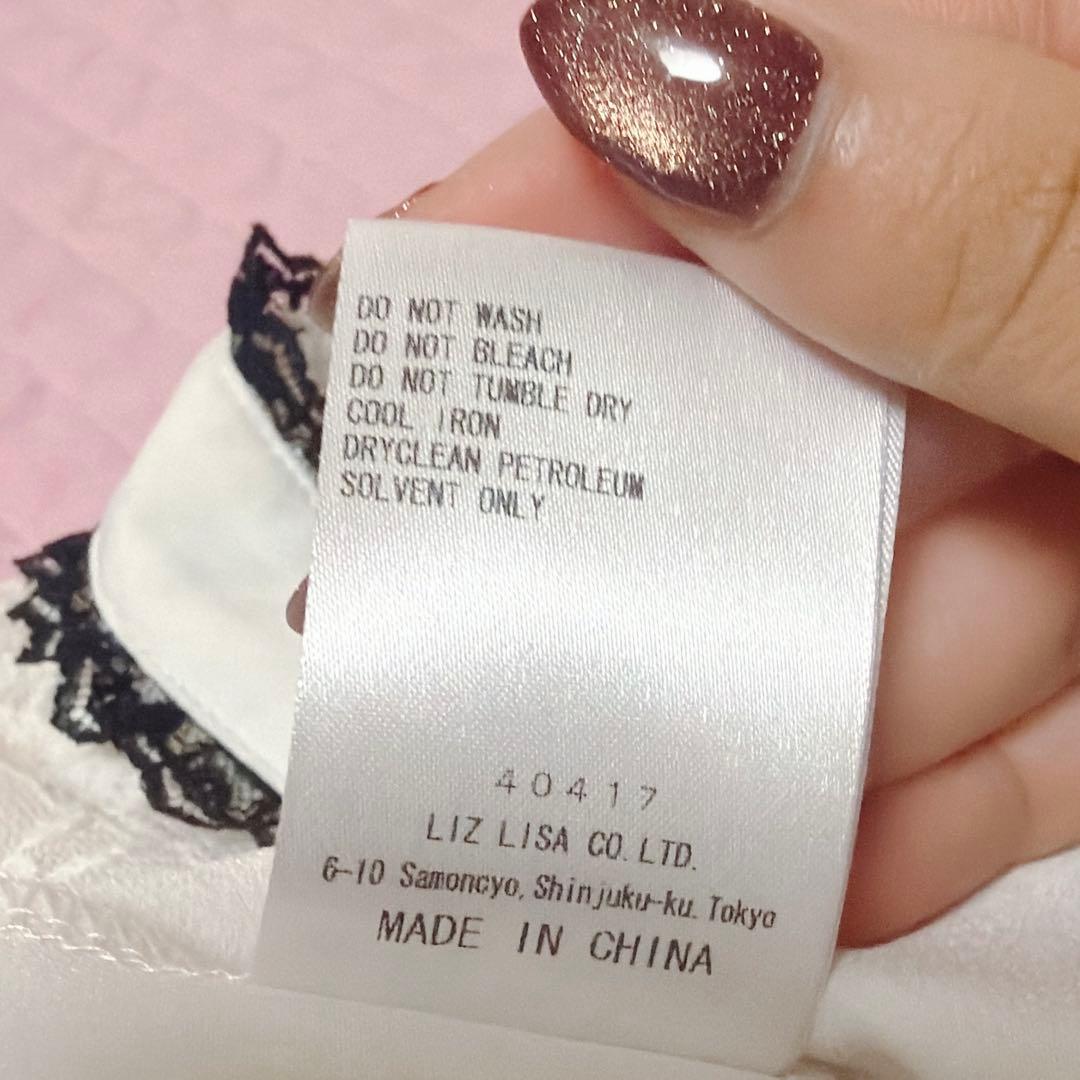 DO NOT WASH
DO NOT BLEACH
DO NOT TUMBLE DRY
COOL IRON
DRYCLEAN PETROLEUM
SOLVENT ONLY
40417
LIZ LISA CO. LTD.
6-10 Samoncyo, Shinjuku-ku. Tokyo
MADE IN CHINA